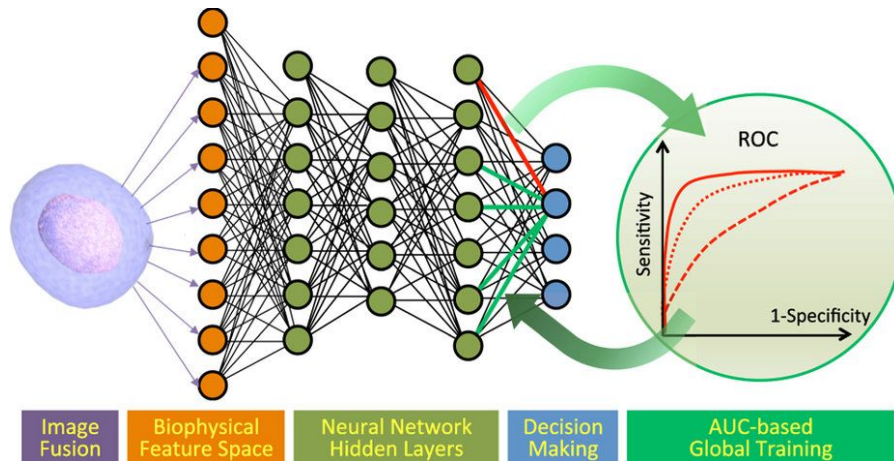 ROC
Sensitivity
1-Specificity
Image
Fusion
Biophysical
Feature Space
Neural Network
Hidden Layers
Decision
Making
AUC-based
Global Training